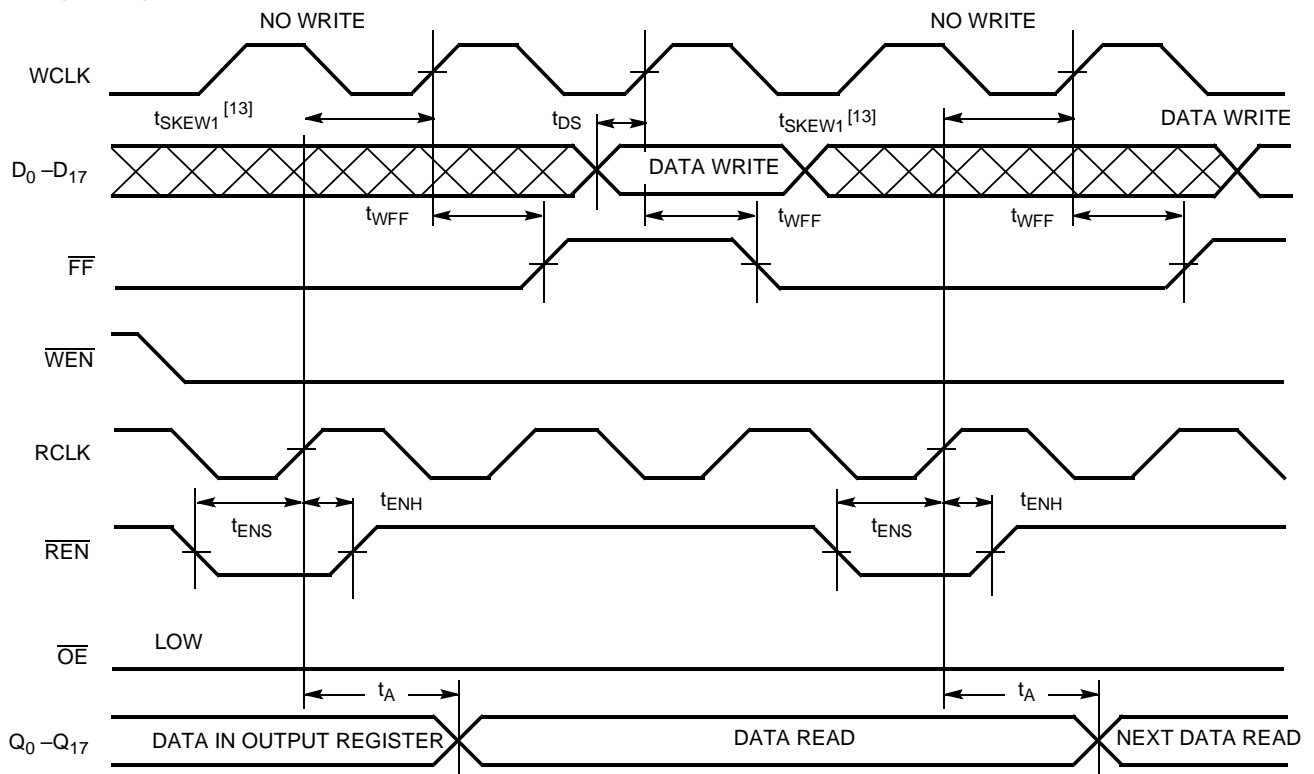 NO WRITE NO WRITE
WCLK
tSKEW1 [13] tDS tSKEW1 [13] DATA WRITE
D0 –D17 DATA WRITE
tWFF tWFF tWFF
FF
WEN
RCLK
tENH tENH
tENS tENS
REN
LOW
OE
tA tA
Q0 –Q17 DATA IN OUTPUT REGISTER DATA READ NEXT DATA READ